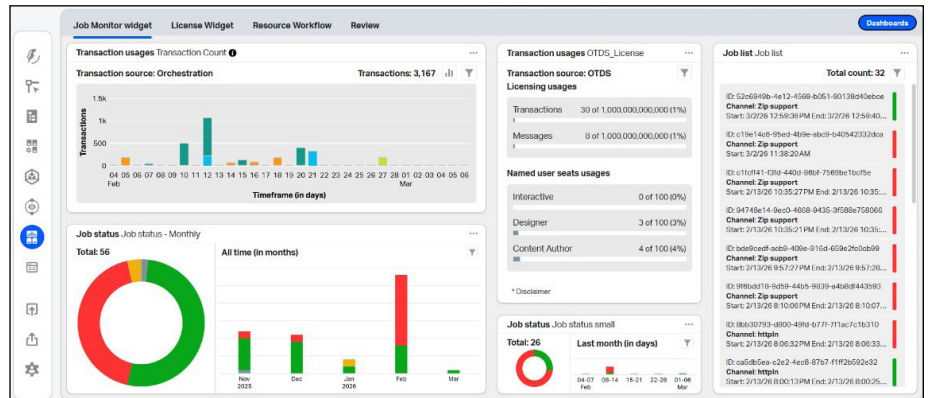 Job Monitor widget License Widget Resource Workflow Review
Dashboards
Transaction usages Transaction Count
Transaction source: Orchestration Transactions: 3,167
Transactions
1.5k
1k
500
0
04 05 06 07 08 09 10 11 12 13 14 15 16 17 18 19 20 21 22 23 24 25 26 27 28 01 02 03 04 05 06
Feb Mar
Timeframe (in days)
Job status Job status - Monthly
Total: 56 All time (in months)
Nov Dec Jan Feb Mar
2025 2026
Transaction usages OTDS_License
Transaction source: OTDS
Licensing usages
Transactions 30 of 1.000,000,000,000 (1%)
Messages 8 of 1.000,000,000,000 (1%)
Named user seats usages
Interactive 0 of 100 (0%)
Designer 3 of 100 (3%)
Content Author 4 of 100 (4%)
* Disclaimer
Job status Job status small
Total: 26 Last month (in days)
04-07 08-14 15-21 22-28 01-06
Feb Mar
Job list Job list
Total count: 32
ID: 52c6949b-4e12-4569-b051-90139d40ebce
Channel: Zip support
Start: 3/2/26 12:59:36 PM End: 3/2/26 12:59:40...
ID: c19e14c6-95ed-4b9e-abc9-b40542332dca
Channel: Zip support
Start: 3/2/26 11:38:20 AM
ID: c1fcff41-f3fd-440d-86bf-7569be1bcf5e
Channel: Zip support
Start: 2/13/26 10:35:27 PM End: 2/13/26 10:35:...
ID: 94748e14-9ec0-4668-9435-3f588e758066
Channel: Zip support
Start: 2/13/26 10:35:21 PM End: 2/13/26 10:35:...
ID: bde9cedf-aob9-409e-916d-659e2fc0cb99
Channel: Zip support
Start: 2/13/26 9:57:27 PM End: 2/13/26 9:57:28...
ID: 9f6bdd18-9d59-44b5-9839-a4b8df443593
Channel: Zip support
Start: 2/13/26 8:10:06 PM End: 2/13/26 8:10:07...
ID: 8bb30793-d800-49fd-b77f-7f1ac7c1b310
Channel: httpIn
Start: 2/13/26 8:06:32 PM End: 2/13/26 8:06:33...
ID: ca5db5ea-c2e2-4ec8-87b7-f1ff2b592c32
Channel: httpIn
Start: 2/13/26 8:00:13 PM End: 2/13/26 8:00:25...